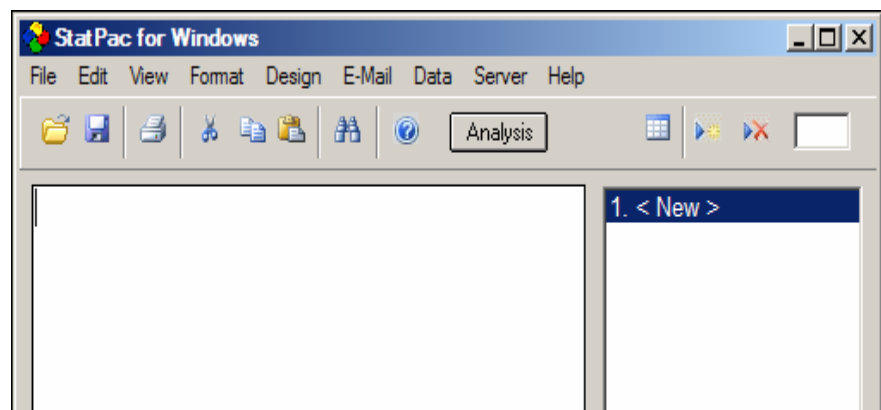 StatPac for Windows
File Edit View Format Design E-Mail Data Server Help
Analysis
1. < New >